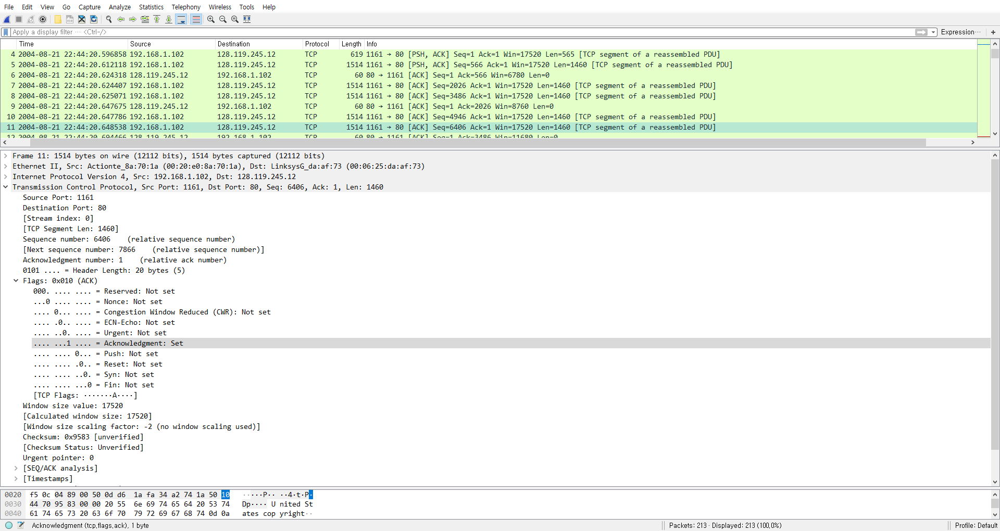 File Edit View Go Capture Analyze Statistics Telephony Wireless Tools Help
Apply a display filter ··· <Ctrl-/> Expression··· +
Time Source Destination Protocol Length Info
4 2004-08-21 22:44:20.596858 192.168.1.102 128.119.245.12 TCP 619 1161 → 80 [PSH, ACK] Seq=1 Ack=1 Win=17520 Len=565 [TCP segment of a reassembled PDU]
5 2004-08-21 22:44:20.612118 192.168.1.102 128.119.245.12 TCP 1514 1161 → 80 [PSH, ACK] Seq=566 Ack=1 Win=17520 Len=1460 [TCP segment of a reassembled PDU]
6 2004-08-21 22:44:20.624318 128.119.245.12 192.168.1.102 TCP 60 80 → 1161 [ACK] Seq=1 Ack=566 Win=6780 Len=0
7 2004-08-21 22:44:20.624407 192.168.1.102 128.119.245.12 TCP 1514 1161 → 80 [ACK] Seq=2026 Ack=1 Win=17520 Len=1460 [TCP segment of a reassembled PDU]
8 2004-08-21 22:44:20.625071 192.168.1.102 128.119.245.12 TCP 1514 1161 → 80 [ACK] Seq=3486 Ack=1 Win=17520 Len=1460 [TCP segment of a reassembled PDU]
9 2004-08-21 22:44:20.647675 128.119.245.12 192.168.1.102 TCP 60 80 → 1161 [ACK] Seq=1 Ack=2026 Win=8760 Len=0
10 2004-08-21 22:44:20.647786 192.168.1.102 128.119.245.12 TCP 1514 1161 → 80 [ACK] Seq=4946 Ack=1 Win=17520 Len=1460 [TCP segment of a reassembled PDU]
11 2004-08-21 22:44:20.648538 192.168.1.102 128.119.245.12 TCP 1514 1161 → 80 [ACK] Seq=6406 Ack=1 Win=17520 Len=1460 [TCP segment of a reassembled PDU]
12 2004-08-21 22:44:20.694466 128.119.245.12 192.168.1.102 TCP 60 80 → 1161 [ACK] Seq=1 Ack=3486 Win=11680 Len=0
Frame 11: 1514 bytes on wire (12112 bits), 1514 bytes captured (12112 bits)
Ethernet II, Src: Actionte_8a:70:1a (00:20:e0:8a:70:1a), Dst: LinksysG_da:af:73 (00:06:25:da:af:73)
Internet Protocol Version 4, Src: 192.168.1.102, Dst: 128.119.245.12
Transmission Control Protocol, Src Port: 1161, Dst Port: 80, Seq: 6406, Ack: 1, Len: 1460
Source Port: 1161
Destination Port: 80
[Stream index: 0]
[TCP Segment Len: 1460]
Sequence number: 6406 (relative sequence number)
[Next sequence number: 7866 (relative sequence number)]
Acknowledgment number: 1 (relative ack number)
0101 .... = Header Length: 20 bytes (5)
Flags: 0x010 (ACK)
000. .... .... = Reserved: Not set
...0 .... .... = Nonce: Not set
.... 0... .... = Congestion Window Reduced (CWR): Not set
.... .0.. .... = ECN-Echo: Not set
.... ..0. .... = Urgent: Not set
.... ...1 .... = Acknowledgment: Set
.... .... 0... = Push: Not set
.... .... .0.. = Reset: Not set
.... .... ..0. = Syn: Not set
.... .... ...0 = Fin: Not set
[TCP Flags: ·······A····]
Window size value: 17520
[Calculated window size: 17520]
[Window size scaling factor: -2 (no window scaling used)]
Checksum: 0x9583 [unverified]
[Checksum Status: Unverified]
Urgent pointer: 0
[SEQ/ACK analysis]
[Timestamps]
0020 f5 0c 04 89 00 50 0d d6 1a fa 34 a2 74 1a 50 10 ·····P·· ··4·t·P·
0030 44 70 95 83 00 00 20 55 6e 69 74 65 64 20 53 74 Dp···· U nited St
0040 61 74 65 73 20 63 6f 70 79 72 69 67 68 74 0d 0a ates cop yright··
Acknowledgment (tcp.flags.ack), 1 byte Packets: 213 · Displayed: 213 (100.0%) Profile: Default